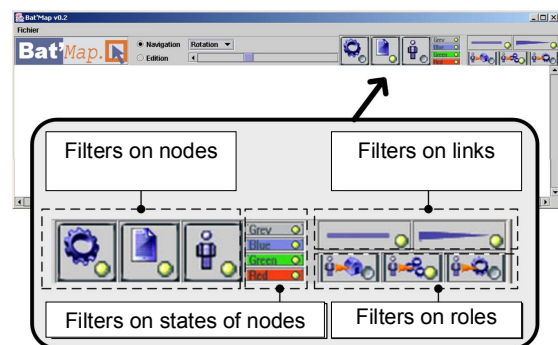 Bat'Map v0.2
Fichier
Bat'Map.
Navigation
Rotation
Edition
Grey
Blue
Green
Red
Filters on nodes
Filters on links
Grey
Blue
Green
Red
Filters on states of nodes
Filters on roles